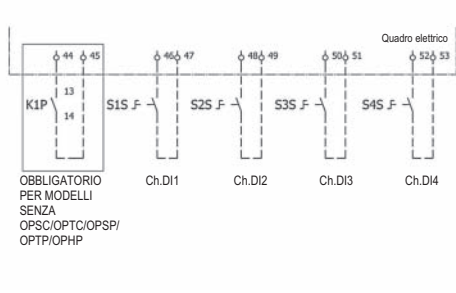 Quadro elettrico
44 45 46 47 48 49 50 51 52 53
13
K1P S1S S2S S3S S4S
14
OBBLIGATORIO Ch.DI1 Ch.DI2 Ch.DI3 Ch.DI4
PER MODELLI
SENZA
OPSC/OPTC/OPSP/
OPTP/OPHP